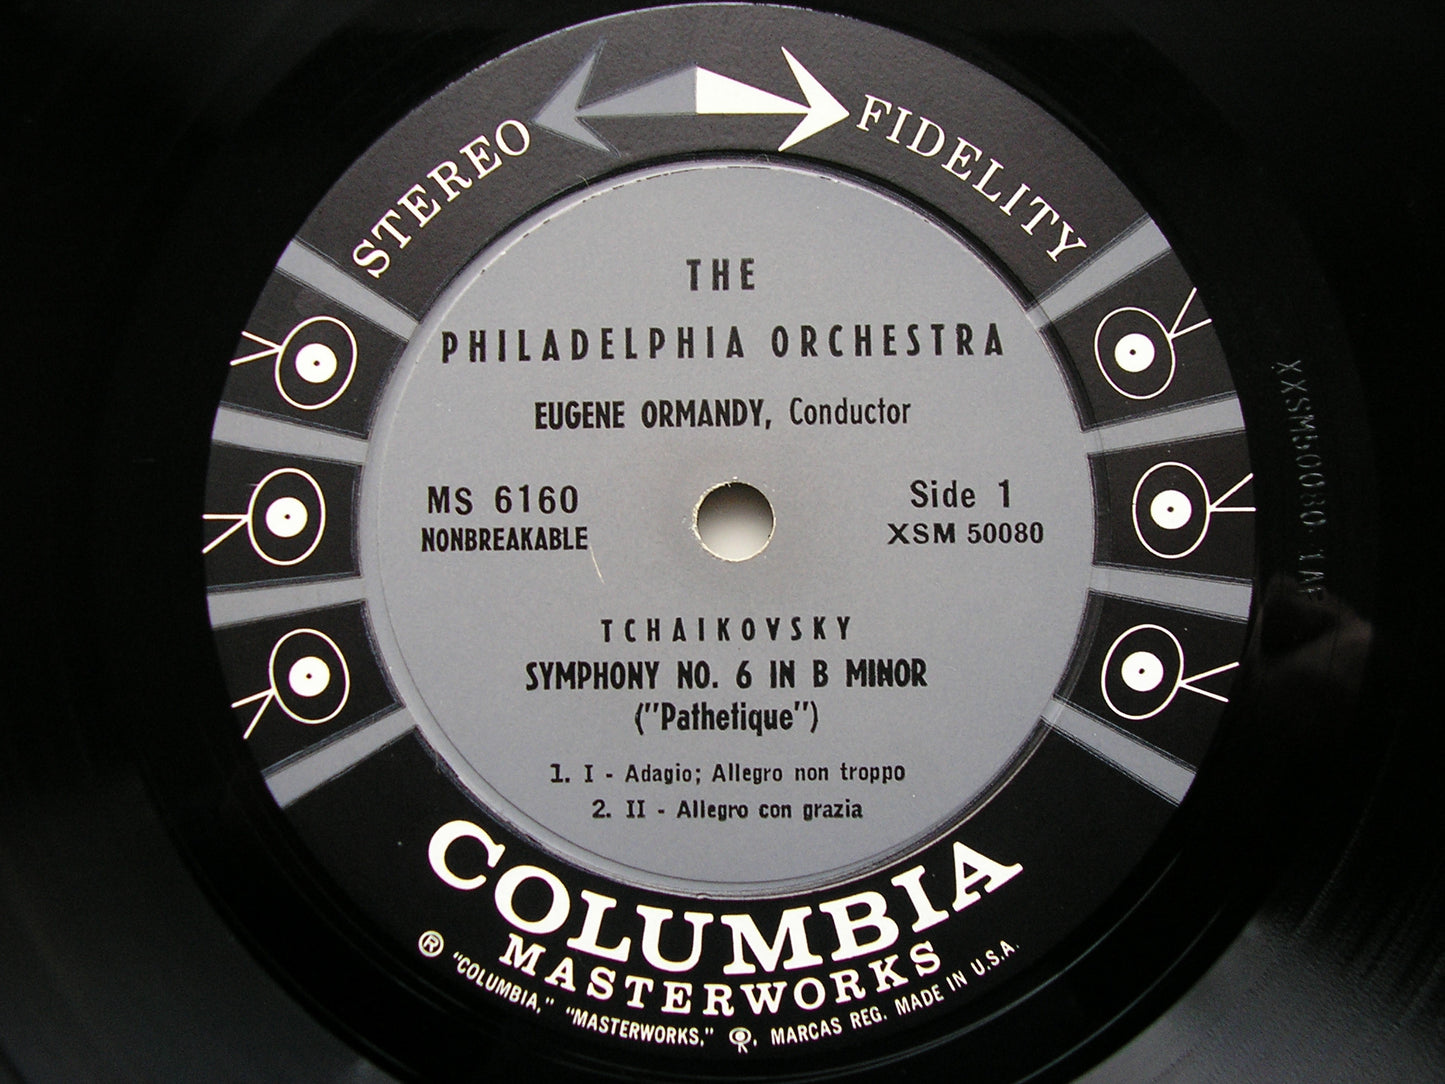 STEREO FIDELITY
THE
PHILADELPHIA ORCHESTRA
EUGENE ORMANDY, Conductor
MS 6160
NONBREAKABLE
Side 1
XSM 50080
TCHAIKOVSKY
SYMPHONY NO. 6 IN B MINOR
("Pathetique")
1. I - Adagio; Allegro non troppo
2. II - Allegro con grazia
COLUMBIA
MASTERWORKS
® "COLUMBIA," "MASTERWORKS," , MARCAS REG. MADE IN U.S.A.